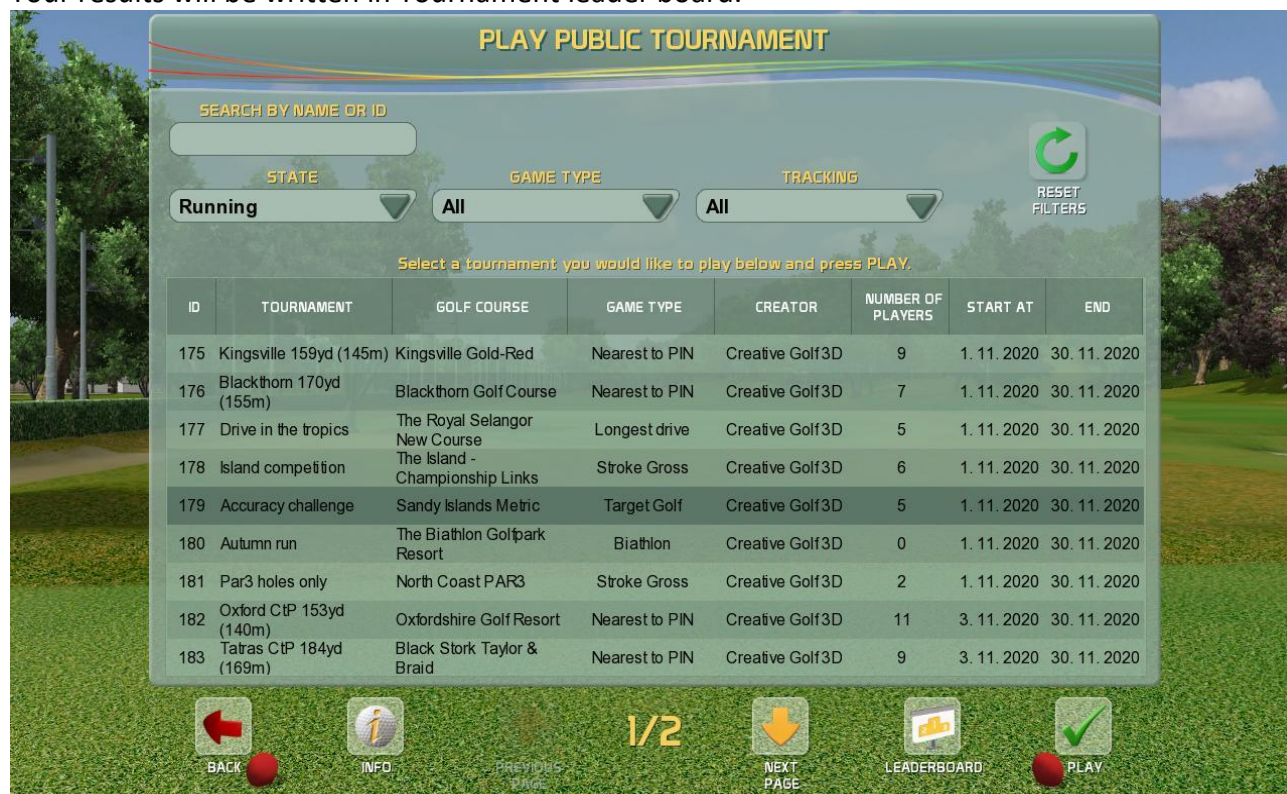 Your results will be written in Tournament leader board.
PLAY PUBLIC TOURNAMENT
SEARCH BY NAME OR ID
STATE GAME TYPE TRACKING
Running All All
RESET
FILTERS
Select a tournament you would like to play below and press PLAY.
ID TOURNAMENT GOLF COURSE GAME TYPE CREATOR NUMBER OF PLAYERS START AT END
175 Kingsville 159yd (145m) Kingsville Gold-Red Nearest to PIN Creative Golf3D 9 1. 11. 2020 30. 11. 2020
176 Blackthorn 170yd (155m) Blackthorn Golf Course Nearest to PIN Creative Golf3D 7 1. 11. 2020 30. 11. 2020
177 Drive in the tropics The Royal Selangor New Course Longest drive Creative Golf3D 5 1. 11. 2020 30. 11. 2020
178 Island competition The Island - Championship Links Stroke Gross Creative Golf3D 6 1. 11. 2020 30. 11. 2020
179 Accuracy challenge Sandy Islands Metric Target Golf Creative Golf3D 5 1. 11. 2020 30. 11. 2020
180 Autumn run The Biathlon Golfpark Resort Biathlon Creative Golf3D 0 1. 11. 2020 30. 11. 2020
181 Par3 holes only North Coast PAR3 Stroke Gross Creative Golf3D 2 1. 11. 2020 30. 11. 2020
182 Oxford CtP 153yd (140m) Oxfordshire Golf Resort Nearest to PIN Creative Golf3D 11 3. 11. 2020 30. 11. 2020
183 Tatras CtP 184yd (169m) Black Stork Taylor & Braid Nearest to PIN Creative Golf3D 9 3. 11. 2020 30. 11. 2020
1/2
BACK INFO PREVIOUS PAGE NEXT PAGE LEADERBOARD PLAY